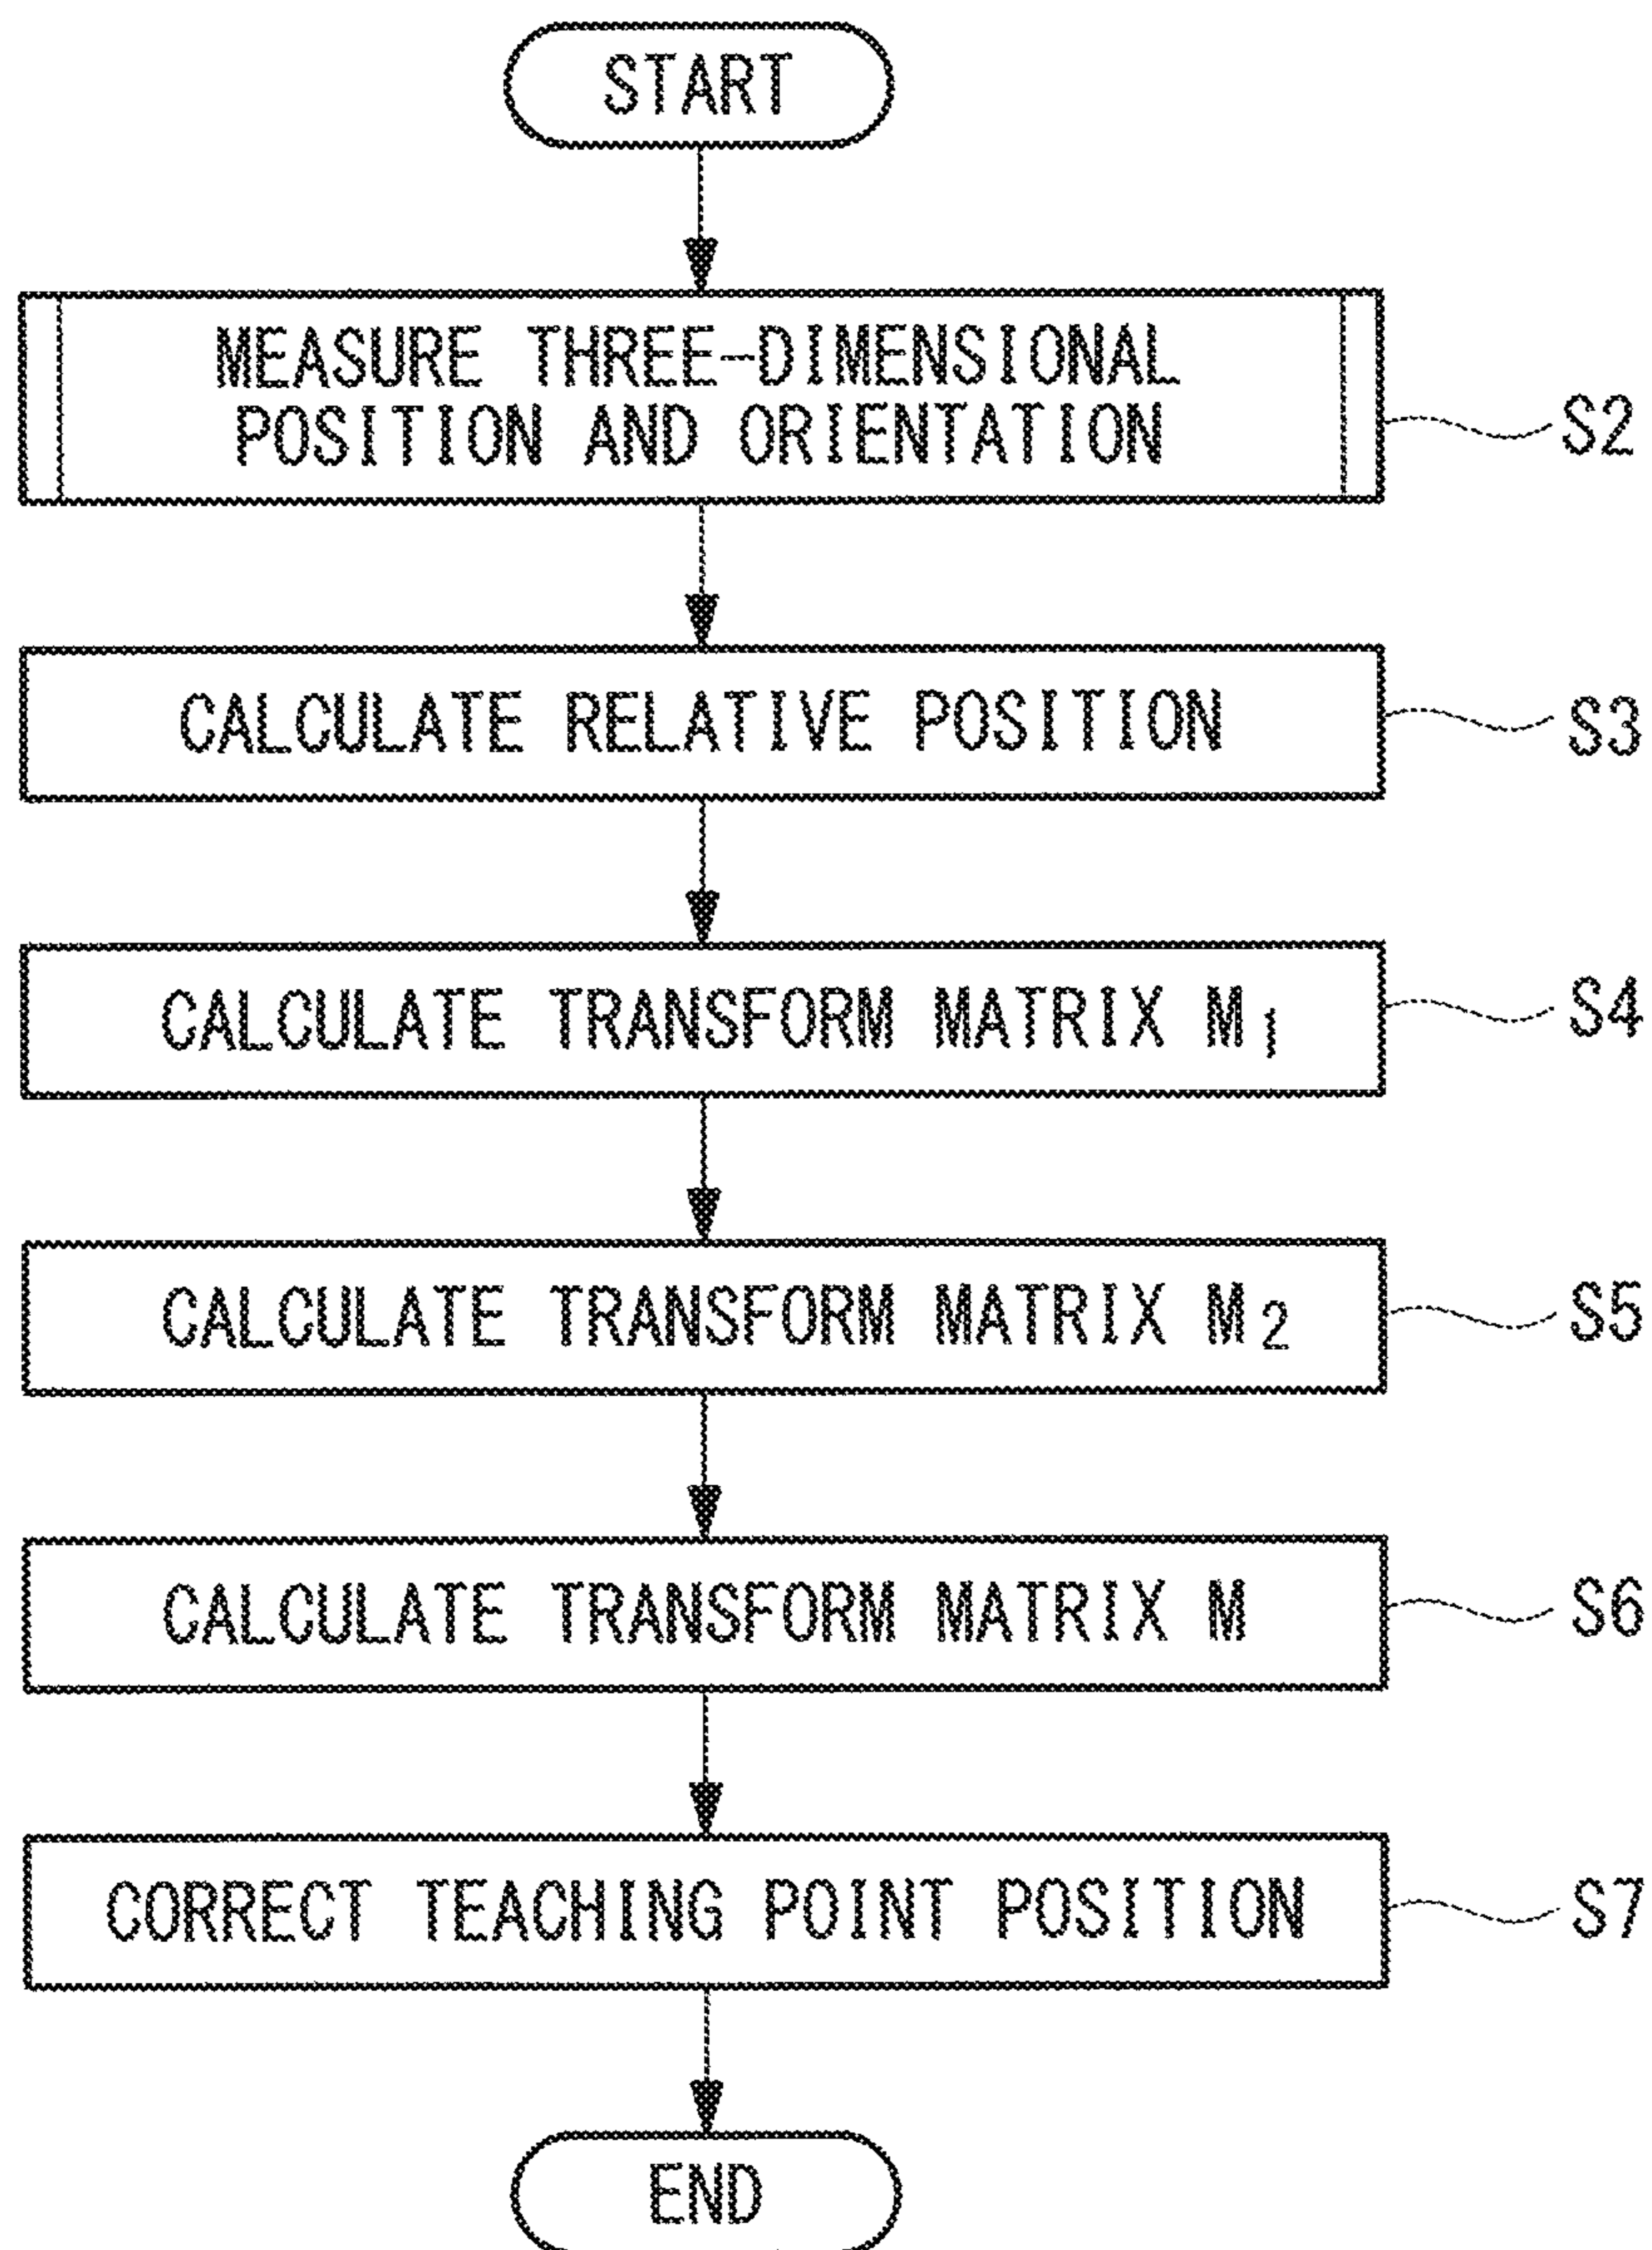 START
MEASURE THREE-DIMENSIONAL
POSITION AND ORIENTATION
S2
CALCULATE RELATIVE POSITION
S3
CALCULATE TRANSFORM MATRIX M₁
S4
CALCULATE TRANSFORM MATRIX M₂
S5
CALCULATE TRANSFORM MATRIX M
S6
CORRECT TEACHING POINT POSITION
S7
END